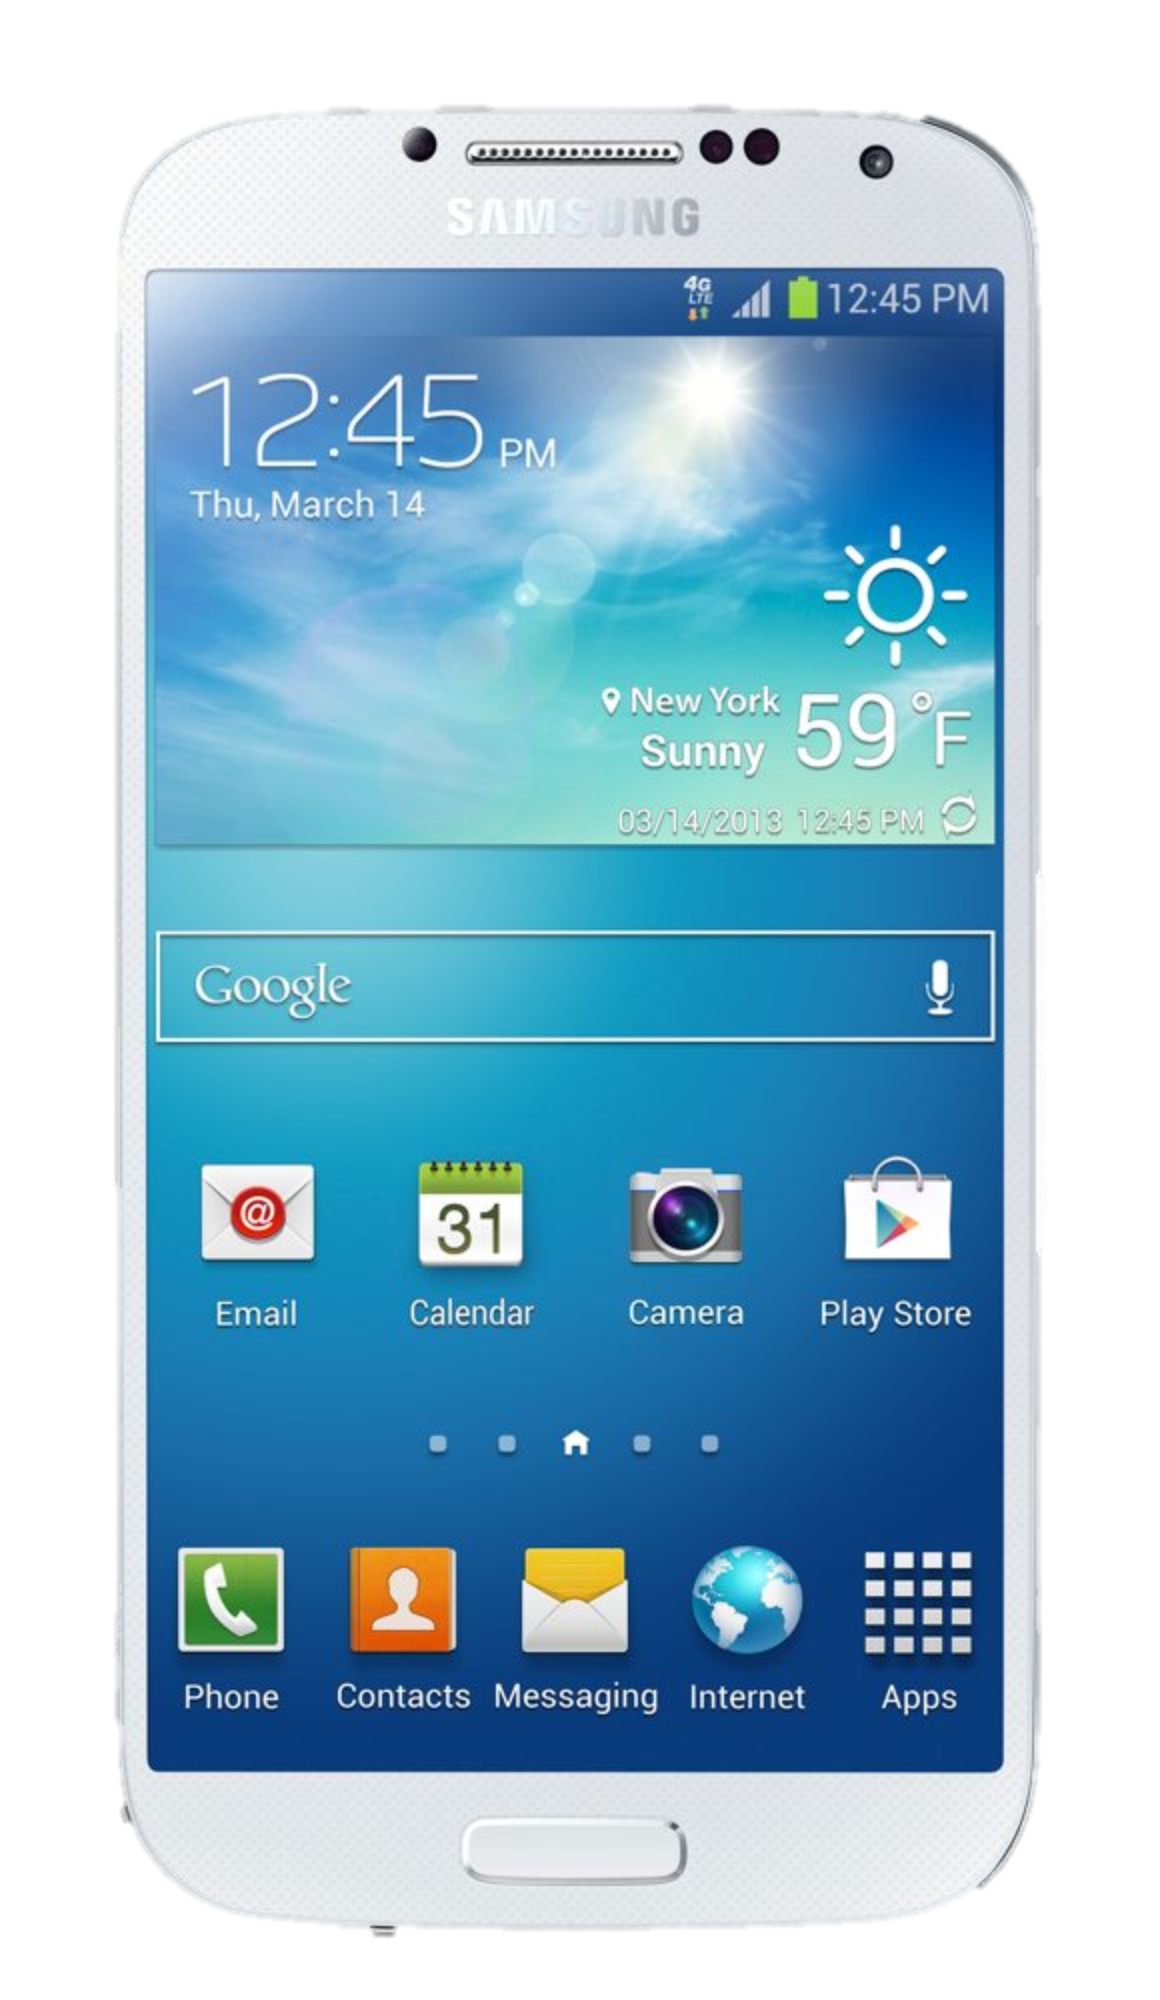 SAMSUNG
4G LTE 12:45 PM
12:45 PM
Thu, March 14
New York
Sunny 59°F
03/14/2013 12:45 PM
Google
@ 31
Email Calendar Camera Play Store
Phone Contacts Messaging Internet Apps